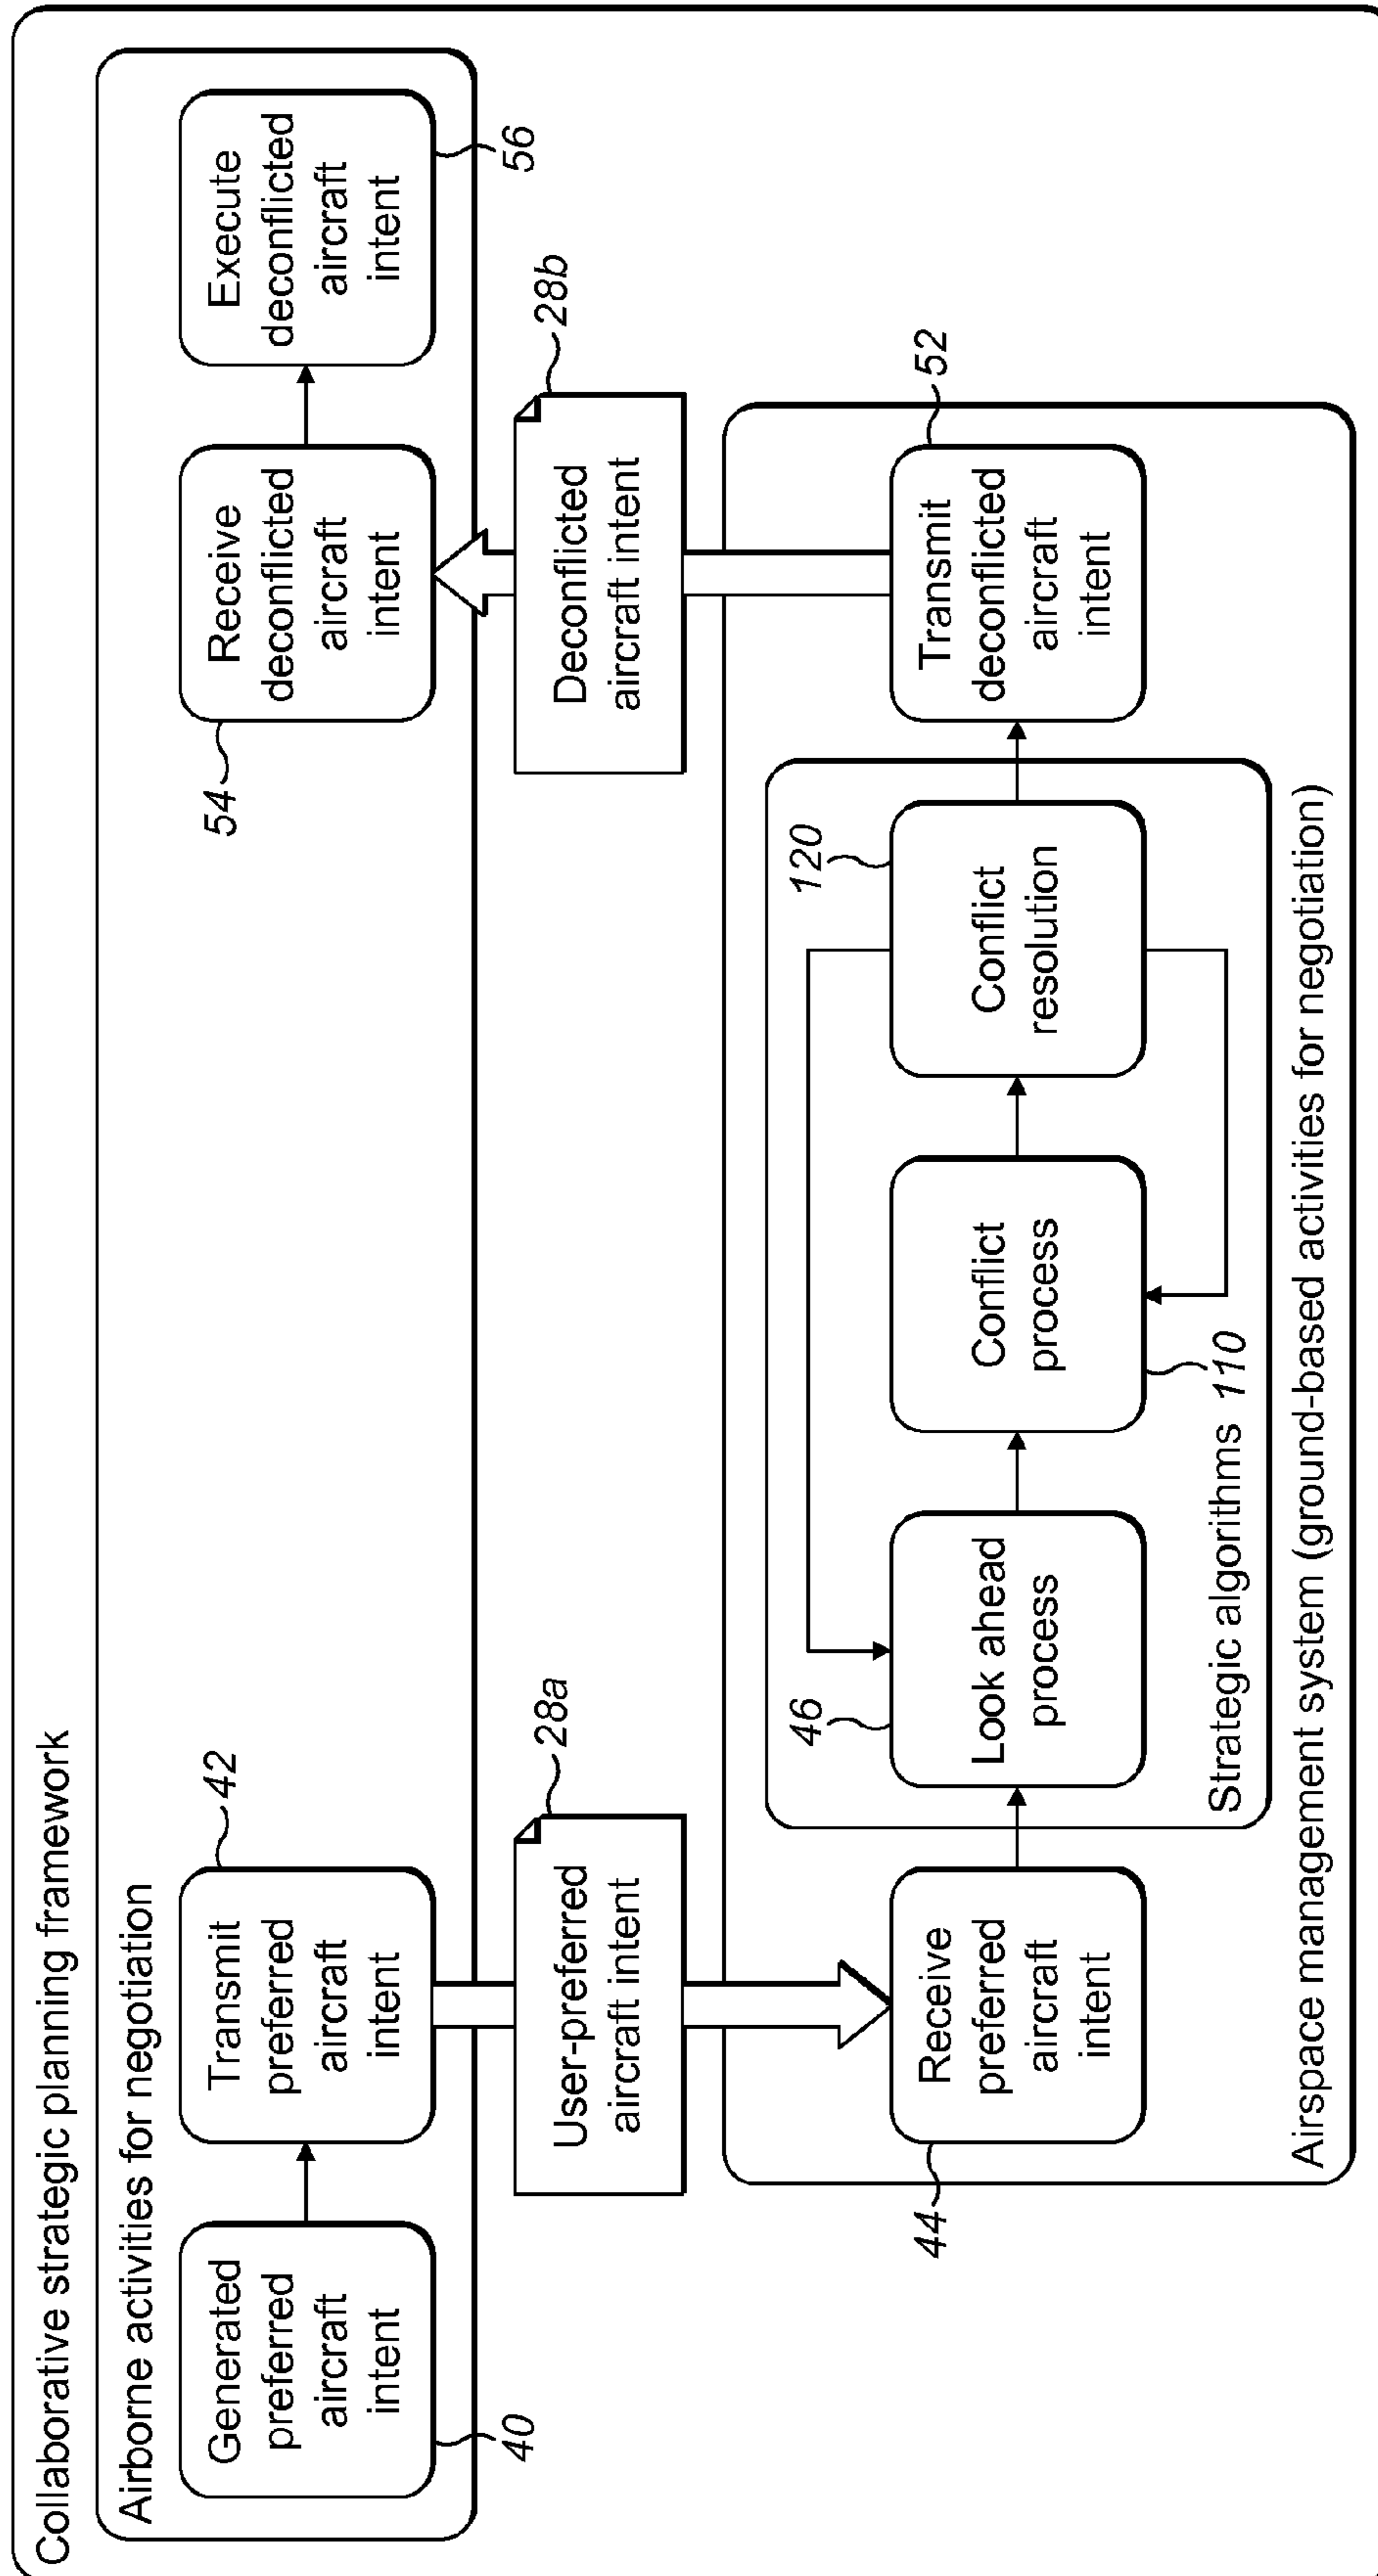 Collaborative strategic planning framework
Airborne activities for negotiation
Generated
preferred
aircraft
intent
40
Transmit
preferred
aircraft
intent
42
Receive
deconflicted
aircraft
intent
54
Execute
deconflicted
aircraft
intent
56
User-preferred
aircraft intent
28a
Deconflicted
aircraft intent
28b
Receive
preferred
aircraft
intent
44
Look ahead
process
46
Conflict
process
110
Conflict
resolution
120
Transmit
deconflicted
aircraft
intent
52
Strategic algorithms
Airspace management system (ground-based activities for negotiation)